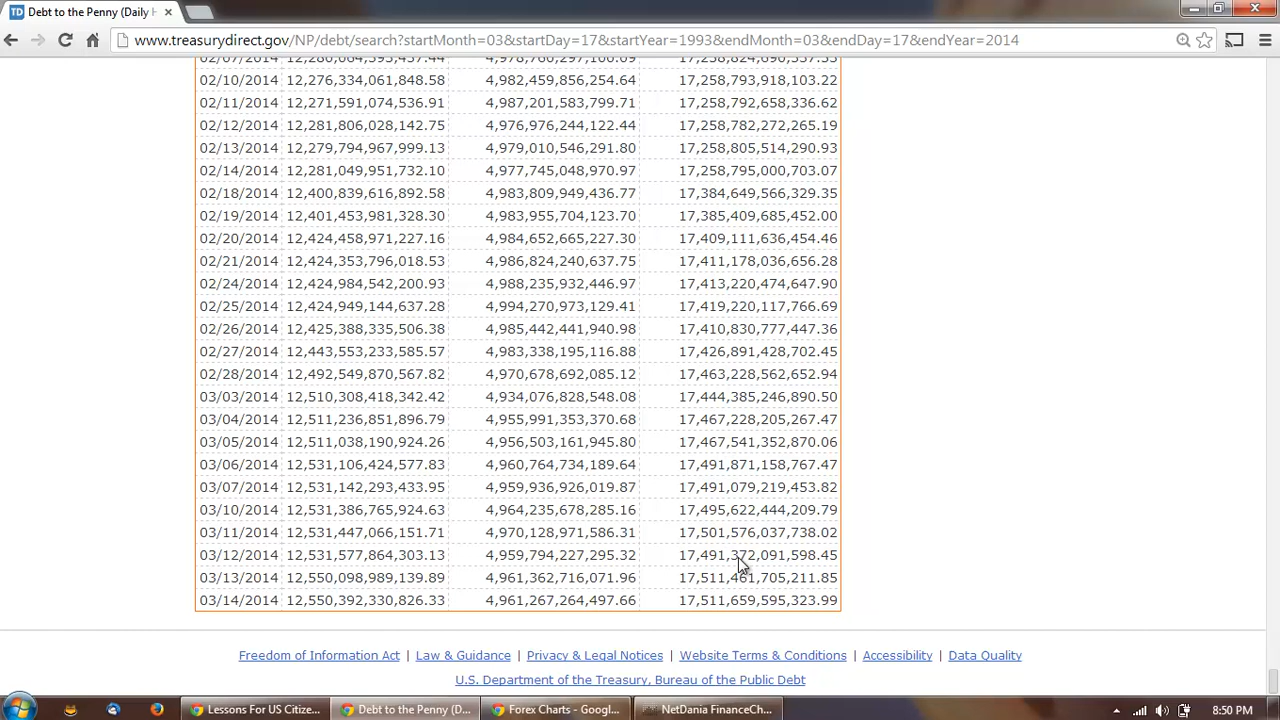 Debt to the Penny (Daily H
www.treasurydirect.gov/NP/debt/search?startMonth=03&startDay=17&startYear=1993&endMonth=03&endDay=17&endYear=2014
02/10/2014 12,276,334,061,848.58 4,982,459,856,254.64 17,258,793,918,103.22
02/11/2014 12,271,591,074,536.91 4,987,201,583,799.71 17,258,792,658,336.62
02/12/2014 12,281,806,028,142.75 4,976,976,244,122.44 17,258,782,272,265.19
02/13/2014 12,279,794,967,999.13 4,979,010,546,291.80 17,258,805,514,290.93
02/14/2014 12,281,049,951,732.10 4,977,745,048,970.97 17,258,795,000,703.07
02/18/2014 12,400,839,616,892.58 4,983,809,949,436.77 17,384,649,566,329.35
02/19/2014 12,401,453,981,328.30 4,983,955,704,123.70 17,385,409,685,452.00
02/20/2014 12,424,458,971,227.16 4,984,652,665,227.30 17,409,111,636,454.46
02/21/2014 12,424,353,796,018.53 4,986,824,240,637.75 17,411,178,036,656.28
02/24/2014 12,424,984,542,200.93 4,988,235,932,446.97 17,413,220,474,647.90
02/25/2014 12,424,949,144,637.28 4,994,270,973,129.41 17,419,220,117,766.69
02/26/2014 12,425,388,335,506.38 4,985,442,441,940.98 17,410,830,777,447.36
02/27/2014 12,443,553,233,585.57 4,983,338,195,116.88 17,426,891,428,702.45
02/28/2014 12,492,549,870,567.82 4,970,678,692,085.12 17,463,228,562,652.94
03/03/2014 12,510,308,418,342.42 4,934,076,828,548.08 17,444,385,246,890.50
03/04/2014 12,511,236,851,896.79 4,955,991,353,370.68 17,467,228,205,267.47
03/05/2014 12,511,038,190,924.26 4,956,503,161,945.80 17,467,541,352,870.06
03/06/2014 12,531,106,424,577.83 4,960,764,734,189.64 17,491,871,158,767.47
03/07/2014 12,531,142,293,433.95 4,959,936,926,019.87 17,491,079,219,453.82
03/10/2014 12,531,386,765,924.63 4,964,235,678,285.16 17,495,622,444,209.79
03/11/2014 12,531,447,066,151.71 4,970,128,971,586.31 17,501,576,037,738.02
03/12/2014 12,531,577,864,303.13 4,959,794,227,295.32 17,491,372,091,598.45
03/13/2014 12,550,098,989,139.89 4,961,362,716,071.96 17,511,461,705,211.85
03/14/2014 12,550,392,330,826.33 4,961,267,264,497.66 17,511,659,595,323.99
Freedom of Information Act | Law & Guidance | Privacy & Legal Notices | Website Terms & Conditions | Accessibility | Data Quality
U.S. Department of the Treasury, Bureau of the Public Debt
Lessons For US Citize... Debt to the Penny (D... Forex Charts - Googl... NetDania FinanceCh... 8:50 PM